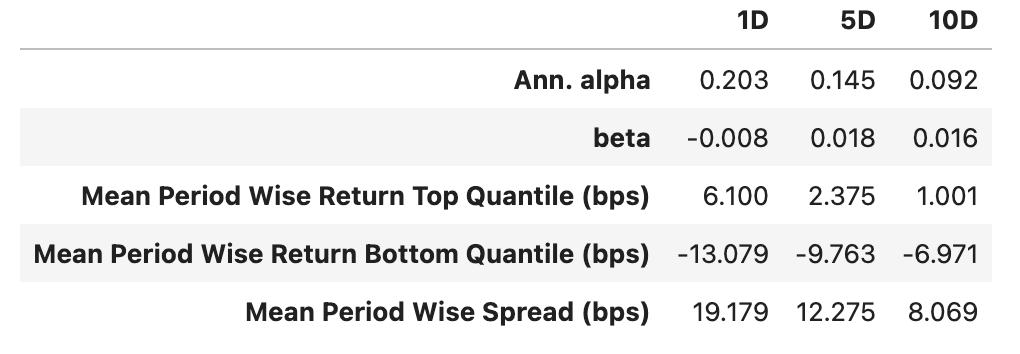 1D 5D 10D
Ann. alpha 0.203 0.145 0.092
beta -0.008 0.018 0.016
Mean Period Wise Return Top Quantile (bps) 6.100 2.375 1.001
Mean Period Wise Return Bottom Quantile (bps) -13.079 -9.763 -6.971
Mean Period Wise Spread (bps) 19.179 12.275 8.069